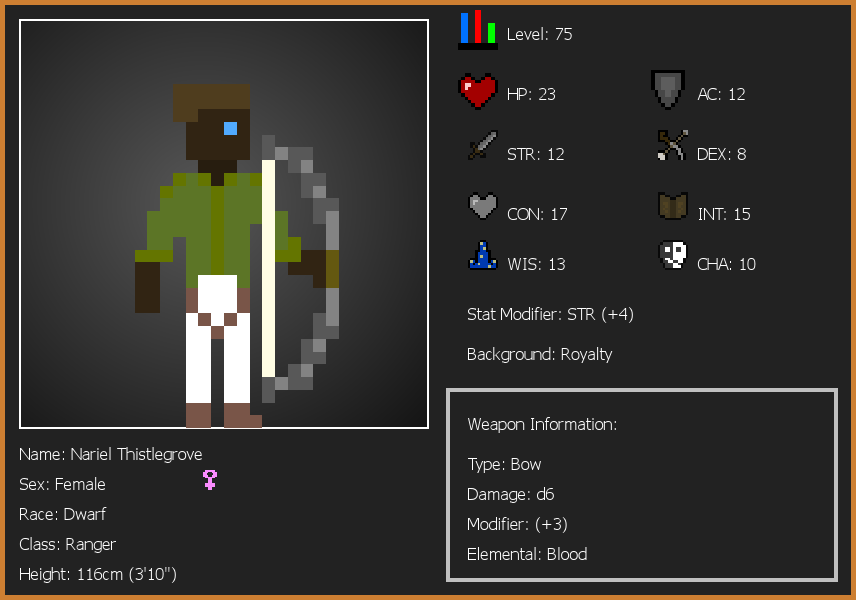 Level: 75
HP: 23
AC: 12
STR: 12
DEX: 8
CON: 17
INT: 15
WIS: 13
CHA: 10
Stat Modifier: STR (+4)
Background: Royalty
Weapon Information:
Type: Bow
Damage: d6
Modifier: (+3)
Elemental: Blood
Name: Nariel Thistlegrove
Sex: Female
Race: Dwarf
Class: Ranger
Height: 116cm (3'10")